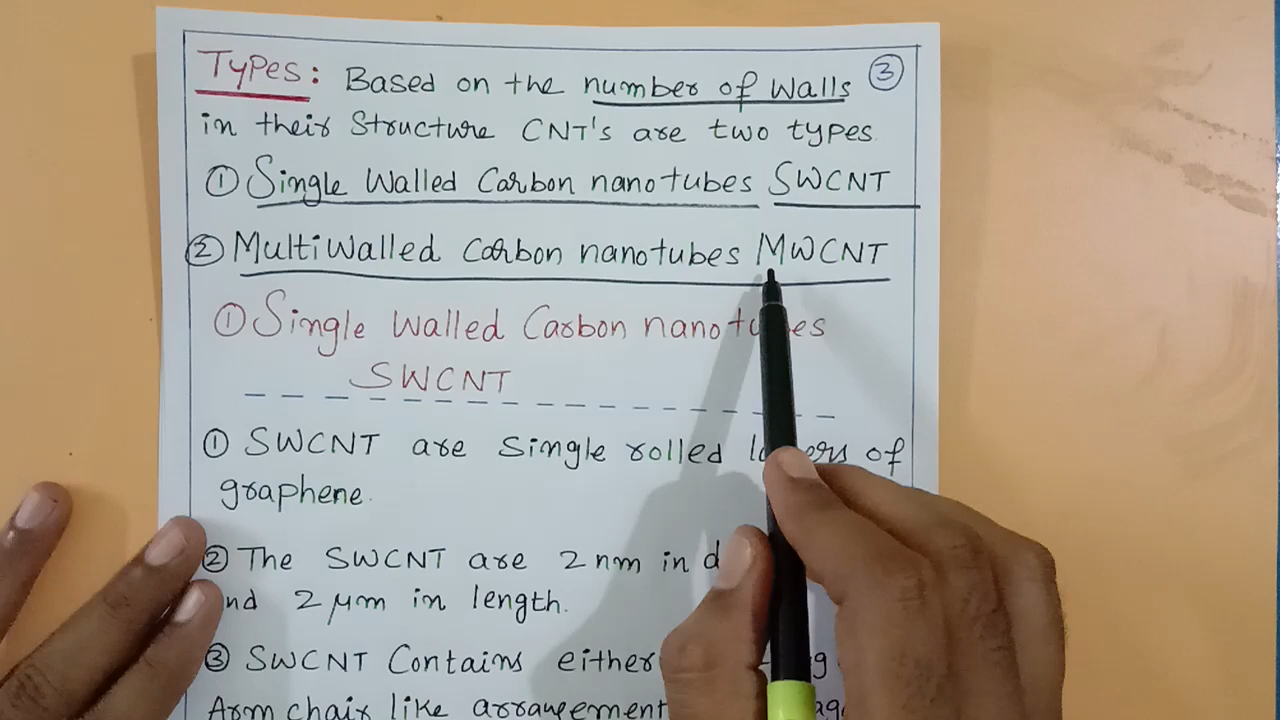 Types: Based on the number of walls ③
in their structure CNT's are two types.
① Single Walled Carbon nanotubes SWCNT
② Multiwalled Carbon nanotubes MWCNT
① Single Walled Carbon nanotubes
SWCNT
① SWCNT are single rolled layers of
graphene.
② The SWCNT are 2 nm in
2 μm in length.
③ SWCNT Contains either
Arm chair like arrangement